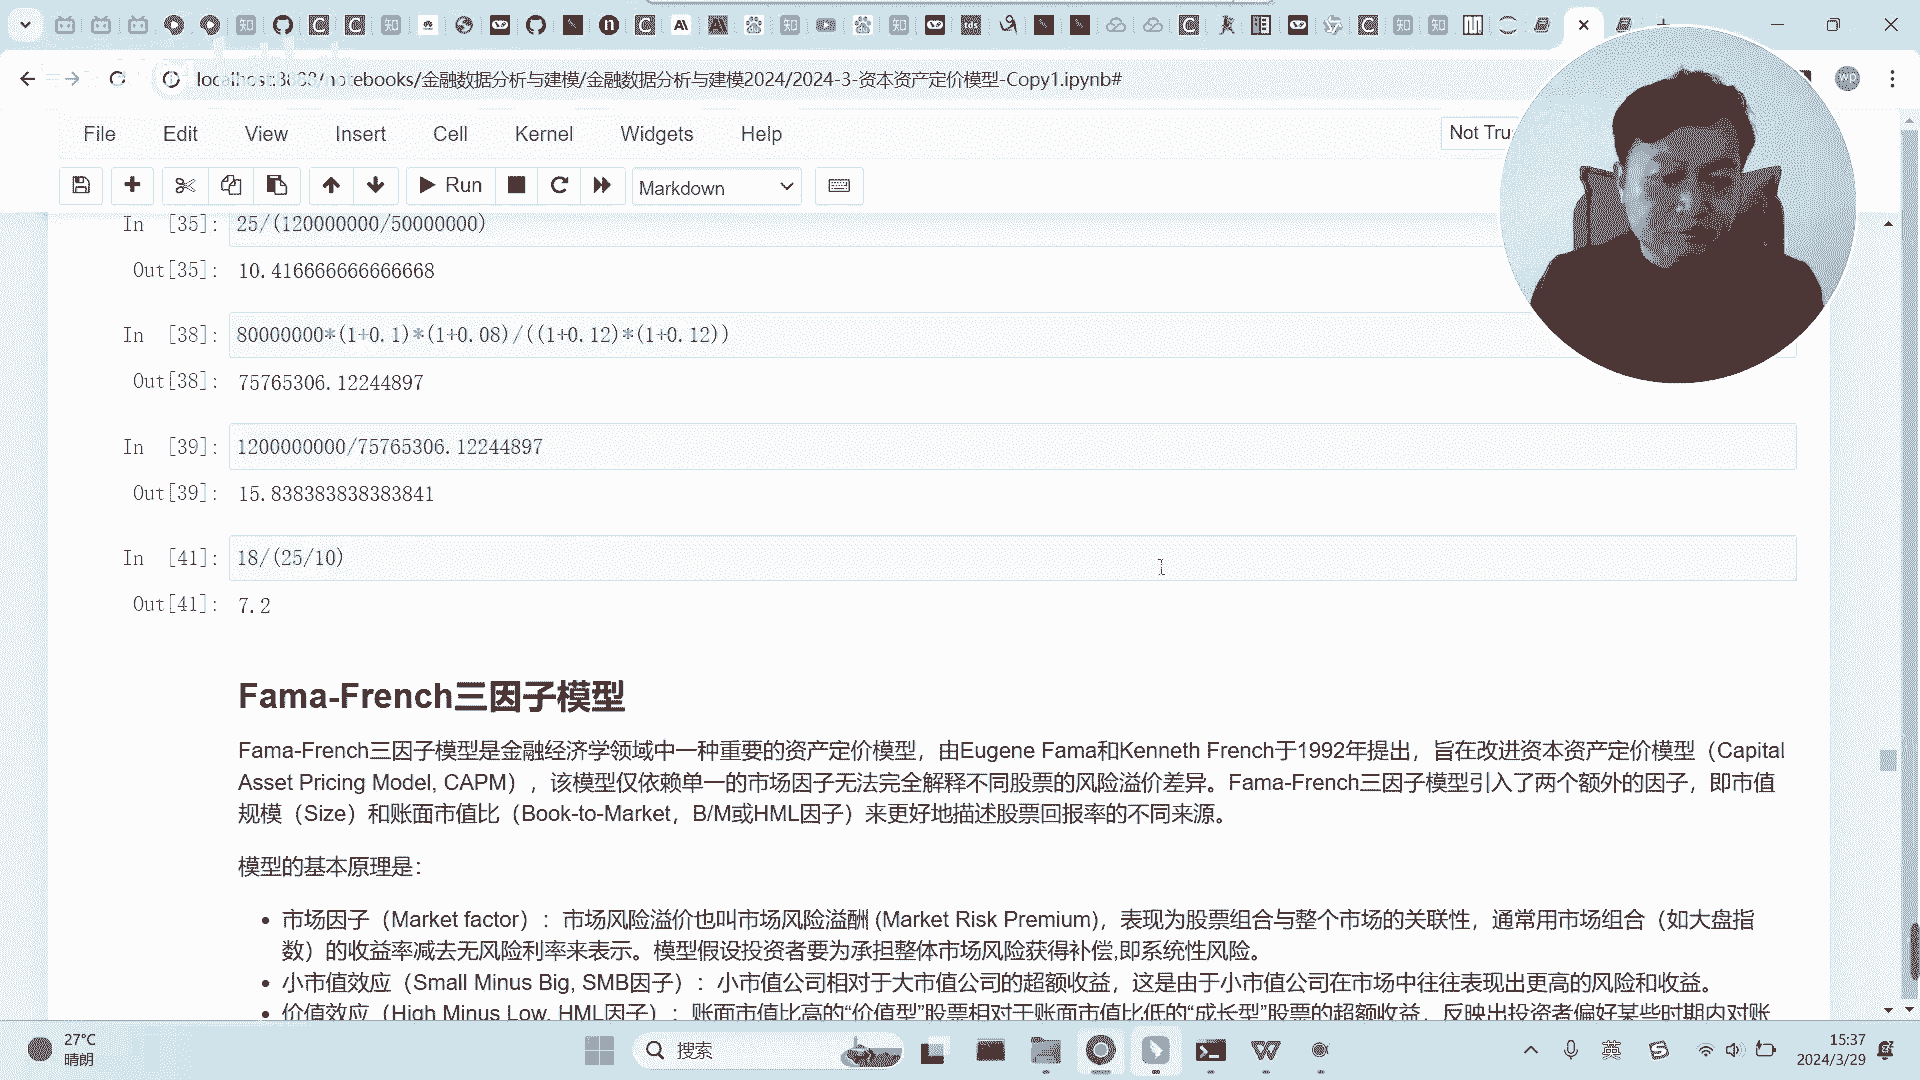 localhost:8888/notebooks/金融数据分析与建模/金融数据分析与建模2024/2024-3-资本资产定价模型-Copy1.ipynb#
wp
File Edit View Insert Cell Kernel Widgets Help
Not Tru
Run
Markdown
In [35]: 25/(120000000/50000000)
Out[35]: 10.416666666666668
In [38]: 80000000*(1+0.1)*(1+0.08)/((1+0.12)*(1+0.12))
Out[38]: 75765306.12244897
In [39]: 1200000000/75765306.12244897
Out[39]: 15.838383838383841
In [41]: 18/(25/10)
Out[41]: 7.2
Fama-French三因子模型
Fama-French三因子模型是金融经济学领域中一种重要的资产定价模型，由Eugene Fama和Kenneth French于1992年提出，旨在改进资本资产定价模型（Capital
Asset Pricing Model, CAPM），该模型仅依赖单一的市场因子无法完全解释不同股票的风险溢价差异。Fama-French三因子模型引入了两个额外的因子，即市值
规模（Size）和账面市值比（Book-to-Market，B/M或HML因子）来更好地描述股票回报率的不同来源。
模型的基本原理是：
• 市场因子（Market factor）：市场风险溢价也叫市场风险溢酬 (Market Risk Premium)，表现为股票组合与整个市场的关联性，通常用市场组合（如大盘指
数）的收益率减去无风险利率来表示。模型假设投资者要为承担整体市场风险获得补偿,即系统性风险。
• 小市值效应（Small Minus Big, SMB因子）：小市值公司相对于大市值公司的超额收益，这是由于小市值公司在市场中往往表现出更高的风险和收益。
• 价值效应（High Minus Low, HML因子）：账面市值比高的“价值型”股票相对于账面市值比低的“成长型”股票的超额收益，反映出投资者偏好某些时期内对账
27°C
晴朗
搜索
英
15:37
2024/3/29